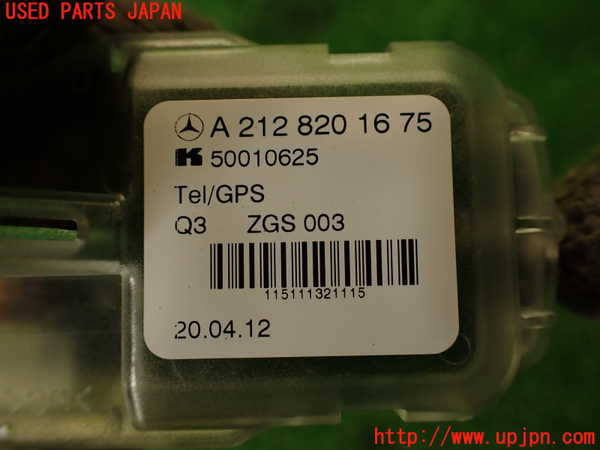 USED PARTS JAPAN
A 212 820 16 75
K 50010625
Tel/GPS
Q3 ZGS 003
115111321115
20.04.12
http://www.upjpn.com/